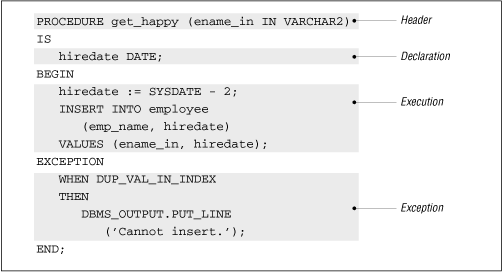 PROCEDURE get_happy (ename_in IN VARCHAR2) Header
IS
hiredate DATE; Declaration
BEGIN
hiredate := SYSDATE - 2; Execution
INSERT INTO employee
(emp_name, hiredate)
VALUES (ename_in, hiredate);
EXCEPTION
WHEN DUP_VAL_IN_INDEX
THEN
DBMS_OUTPUT.PUT_LINE Exception
('Cannot insert.');
END;